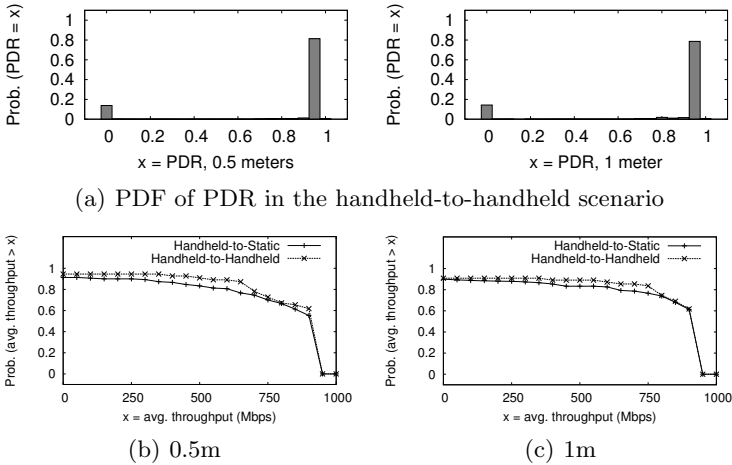 Prob. (PDR = x)
1
0.8
0.6
0.4
0.2
0
0 0.2 0.4 0.6 0.8 1
x = PDR, 0.5 meters
Prob. (PDR = x)
1
0.8
0.6
0.4
0.2
0
0 0.2 0.4 0.6 0.8 1
x = PDR, 1 meter
(a) PDF of PDR in the handheld-to-handheld scenario
Prob. (avg. throughput > x)
Handheld-to-Static
Handheld-to-Handheld
1
0.8
0.6
0.4
0.2
0
0 250 500 750 1000
x = avg. throughput (Mbps)
(b) 0.5m
Prob. (avg. throughput > x)
Handheld-to-Static
Handheld-to-Handheld
1
0.8
0.6
0.4
0.2
0
0 250 500 750 1000
x = avg. throughput (Mbps)
(c) 1m